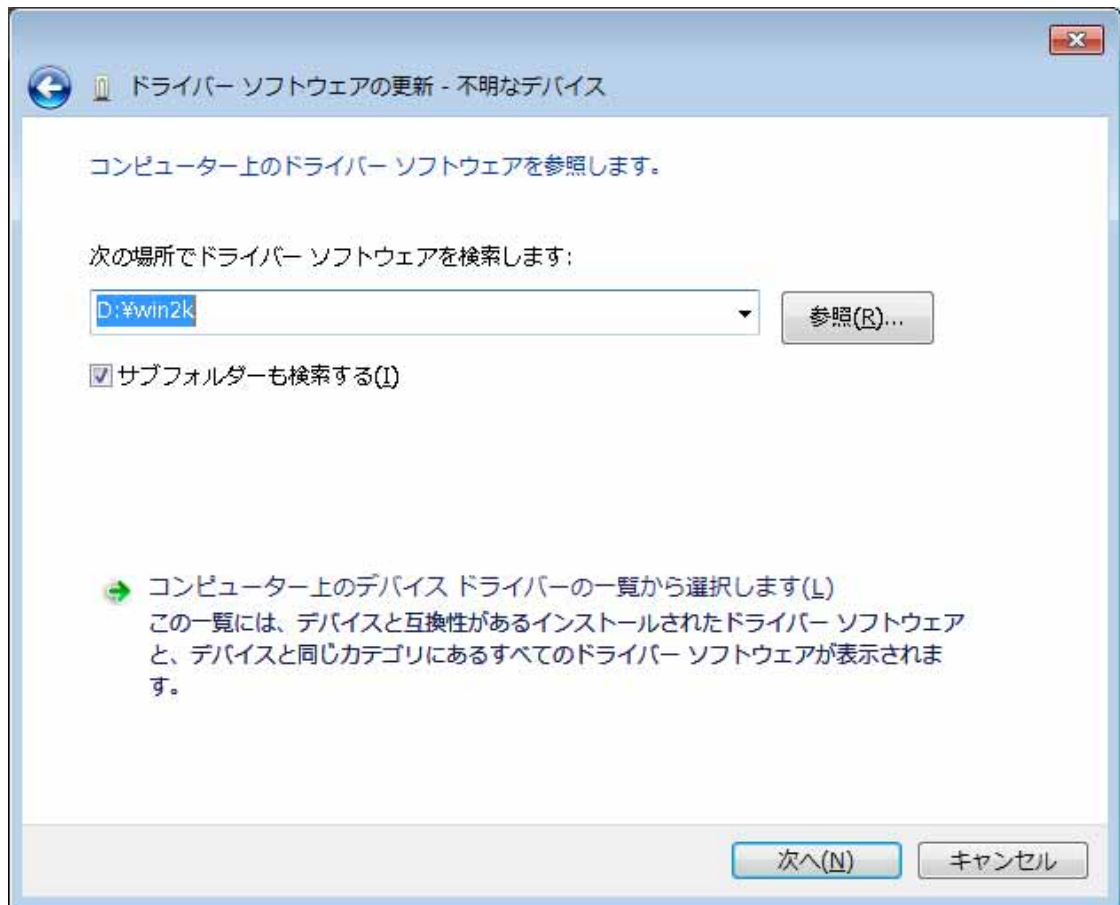 ドライバー ソフトウェアの更新 - 不明なデバイス
コンピューター上のドライバー ソフトウェアを参照します。
次の場所でドライバー ソフトウェアを検索します:
D:¥win2k
参照(R)...
サブフォルダーも検索する(I)
コンピューター上のデバイス ドライバーの一覧から選択します(L)
この一覧には、デバイスと互換性があるインストールされたドライバー ソフトウェア
と、デバイスと同じカテゴリにあるすべてのドライバー ソフトウェアが表示されま
す。
次へ(N)
キャンセル